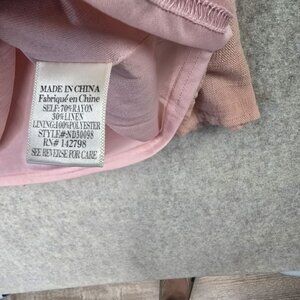 MADE IN CHINA
Fabriqué en Chine
SELF: 70%RAYON
30%LINEN
LINING:100%POLYESTER
STYLE#:ND50098
RN# 142798
SEE REVERSE FOR CARE